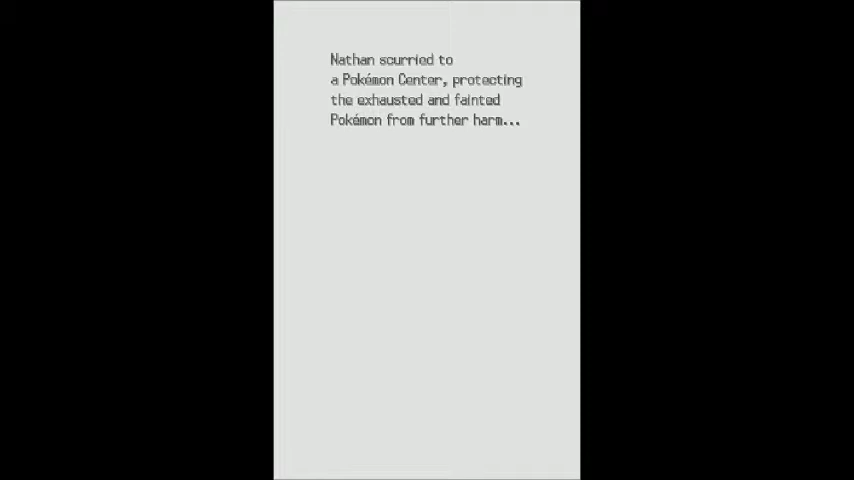 Nathan scurried to
a Pokémon Center, protecting
the exhausted and fainted
Pokémon from further harm...